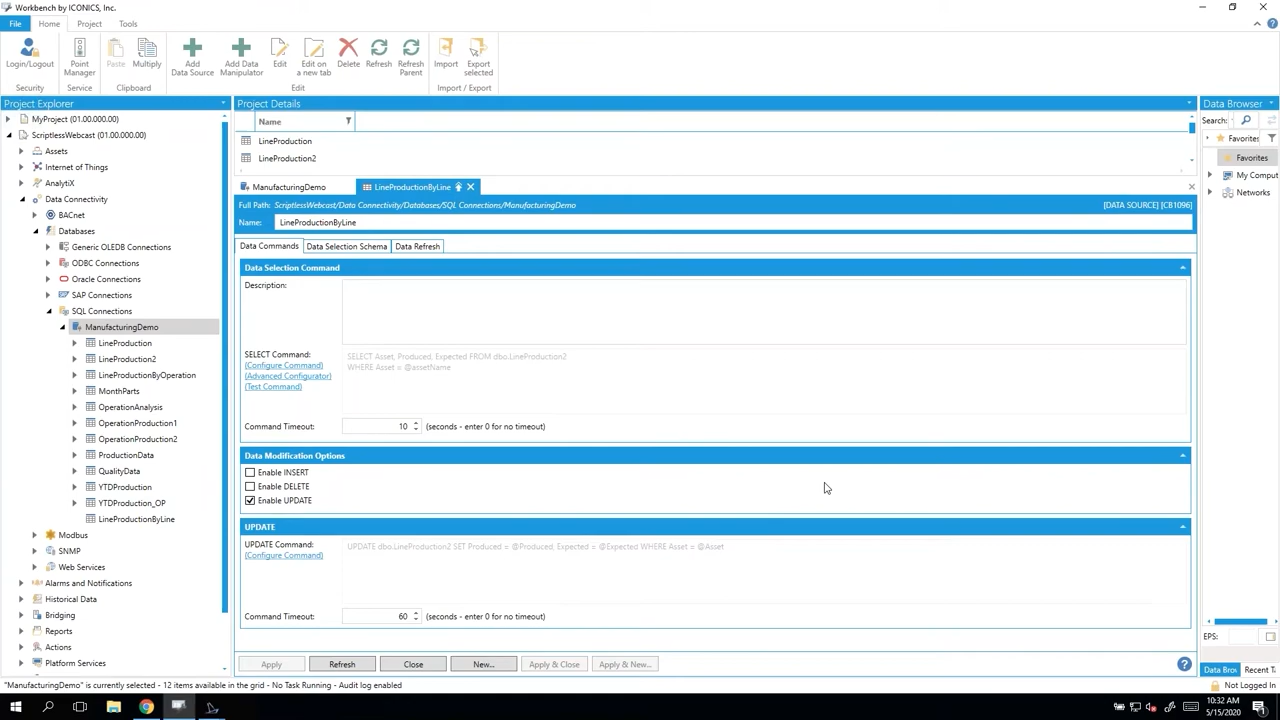 Workbench by ICONICS, Inc.
File Home Project Tools
Login/Logout
Point Manager
Paste
Multiply
Add Data Source
Add Data Manipulator
Edit
Edit on a new tab
Delete
Refresh
Refresh Parent
Import
Export selected
Security
Service
Clipboard
Edit
Import / Export
Project Explorer
MyProject (01.00.000.00)
ScriptlessWebcast (01.00.000.00)
Assets
Internet of Things
AnalytiX
Data Connectivity
BACnet
Databases
Generic OLEDB Connections
ODBC Connections
Oracle Connections
SAP Connections
SQL Connections
ManufacturingDemo
LineProduction
LineProduction2
LineProductionByOperation
MonthParts
OperationAnalysis
OperationProduction1
OperationProduction2
ProductionData
QualityData
YTDProduction
YTDProduction_OP
LineProductionByLine
Modbus
SNMP
Web Services
Alarms and Notifications
Historical Data
Bridging
Reports
Actions
Platform Services
Project Details
Name
LineProduction
LineProduction2
ManufacturingDemo
LineProductionByLine
Full Path: ScriptlessWebcast/Data Connectivity/Databases/SQL Connections/ManufacturingDemo
[DATA SOURCE] [CB1096]
Name: LineProductionByLine
Data Commands Data Selection Schema Data Refresh
Data Selection Command
Description:
SELECT Command:
(Configure Command)
(Advanced Configurator)
(Test Command)
SELECT Asset, Produced, Expected FROM dbo.LineProduction2
WHERE Asset = @assetName
Command Timeout: 10 (seconds - enter 0 for no timeout)
Data Modification Options
Enable INSERT
Enable DELETE
Enable UPDATE
UPDATE
UPDATE Command:
(Configure Command)
UPDATE dbo.LineProduction2 SET Produced = @Produced, Expected = @Expected WHERE Asset = @Asset
Command Timeout: 60 (seconds - enter 0 for no timeout)
Apply Refresh Close New... Apply & Close Apply & New...
Data Browser
Search:
Favorites
Favorites
My Comput
Networks
EPS:
Data Brov Recent T.
"ManufacturingDemo" is currently selected - 12 items available in the grid - No Task Running - Audit log enabled
Not Logged In
10:32 AM
5/15/2020